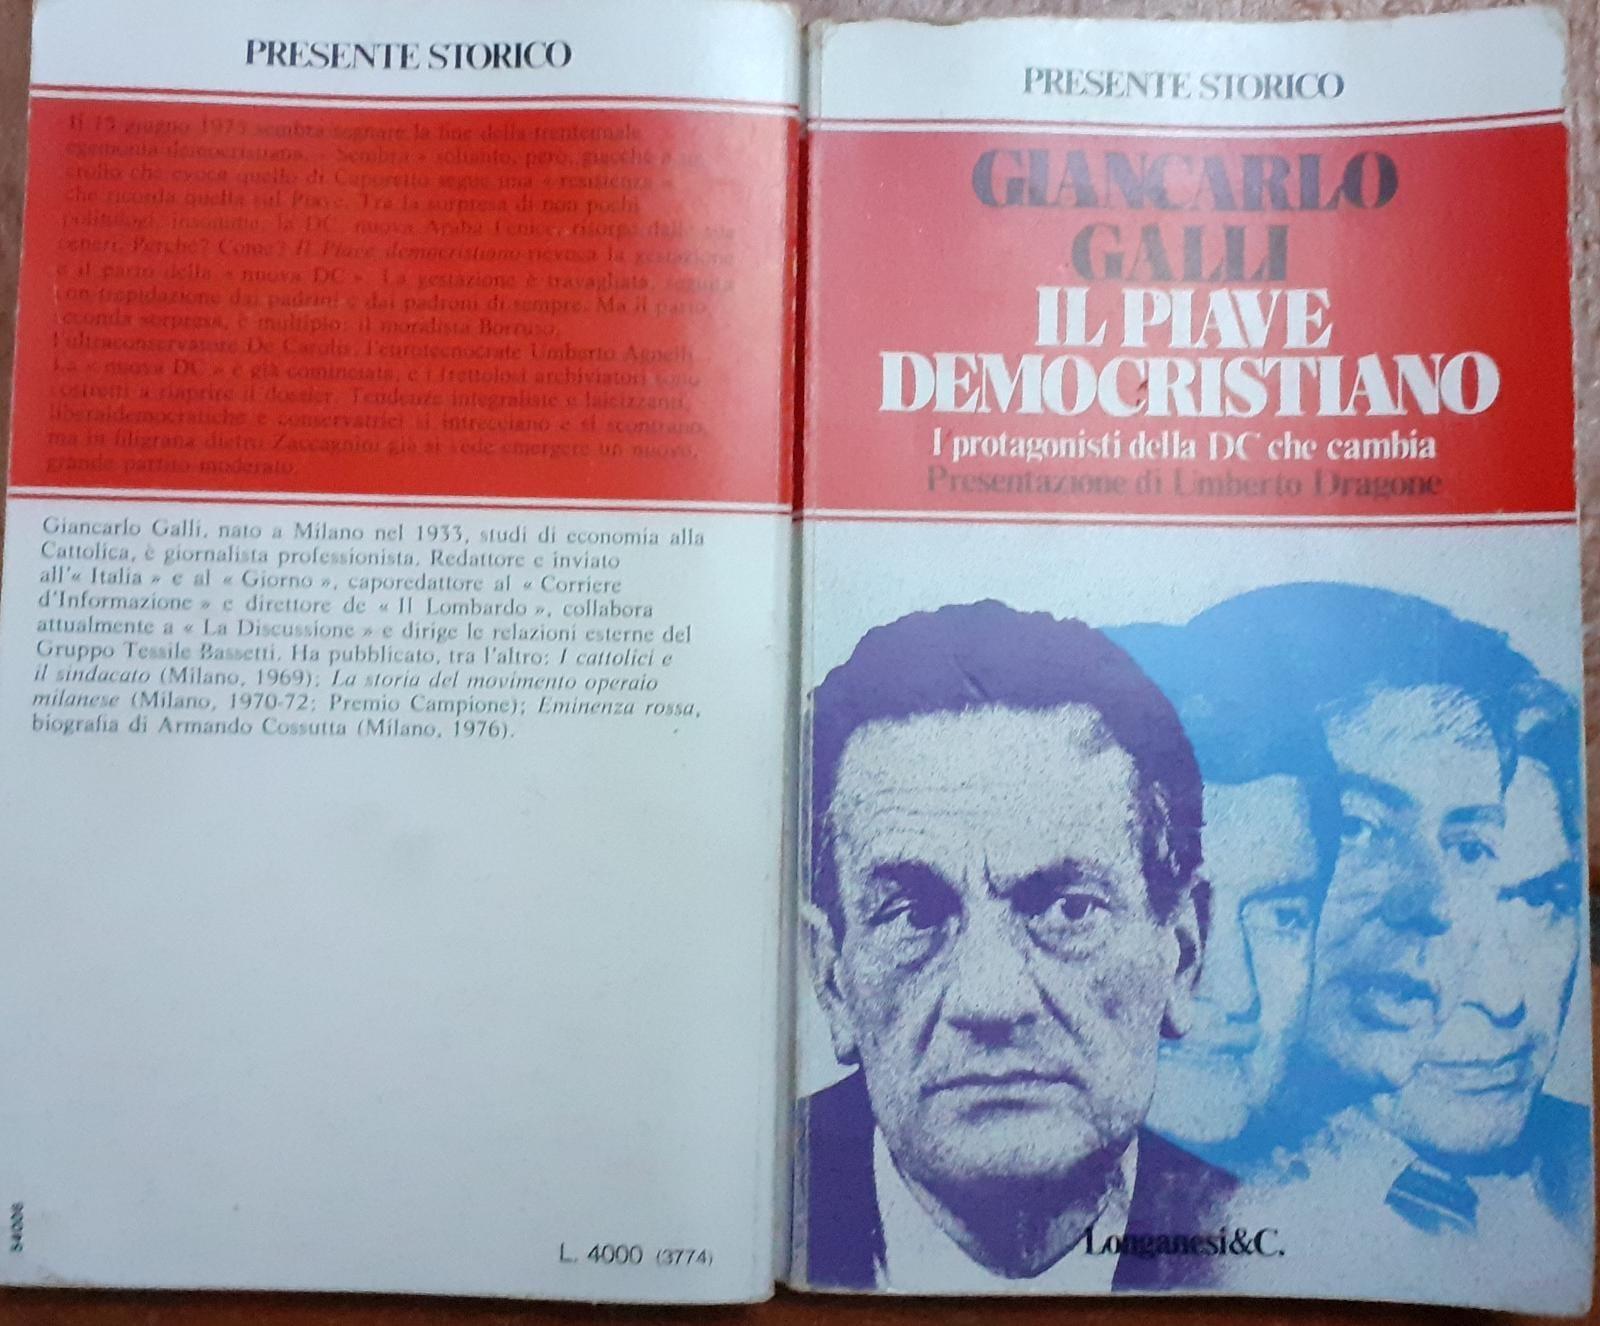 PRESENTE STORICO
Il 15 giugno 1975 sembra segnare la fine della trentennale
egemonia democristiana. « Sembra » soltanto, però, giacché a un
crollo che evoca quello di Caporetto segue una « resistenza »
che ricorda quella sul Piave. Tra la sorpresa di non pochi
politologi, insomma, la DC, nuova Araba Fenice, risorge dalle sue
ceneri. Perché? Come? Il Piave democristiano rievoca la gestazione
e il parto della « nuova DC ». La gestazione è travagliata, seguita
con trepidazione dai padrini e dai padroni di sempre. Ma il parto,
seconda sorpresa, è multiplo: il moralista Borruso,
l'ultraconservatore De Carolis, l'eurotecnocrate Umberto Agnelli.
La « nuova DC » è già cominciata, e i frettolosi archiviatori sono
costretti a riaprire il dossier. Tendenze integraliste e laicizzanti,
liberaldemocratiche e conservatrici si intrecciano e si scontrano,
ma in filigrana dietro Zaccagnini già si vede emergere un nuovo,
grande partito moderato.
Giancarlo Galli, nato a Milano nel 1933, studi di economia alla
Cattolica, è giornalista professionista. Redattore e inviato
all'« Italia » e al « Giorno », caporedattore al « Corriere
d'Informazione » e direttore de « Il Lombardo », collabora
attualmente a « La Discussione » e dirige le relazioni esterne del
Gruppo Tessile Bassetti. Ha pubblicato, tra l'altro: I cattolici e
il sindacato (Milano, 1969); La storia del movimento operaio
milanese (Milano, 1970-72; Premio Campione); Eminenza rossa,
biografia di Armando Cossutta (Milano, 1976).
54006
L. 4000 (3774)
PRESENTE STORICO
GIANCARLO
GALLI
IL PIAVE
DEMOCRISTIANO
I protagonisti della DC che cambia
Presentazione di Umberto Dragone
Longanesi&C.